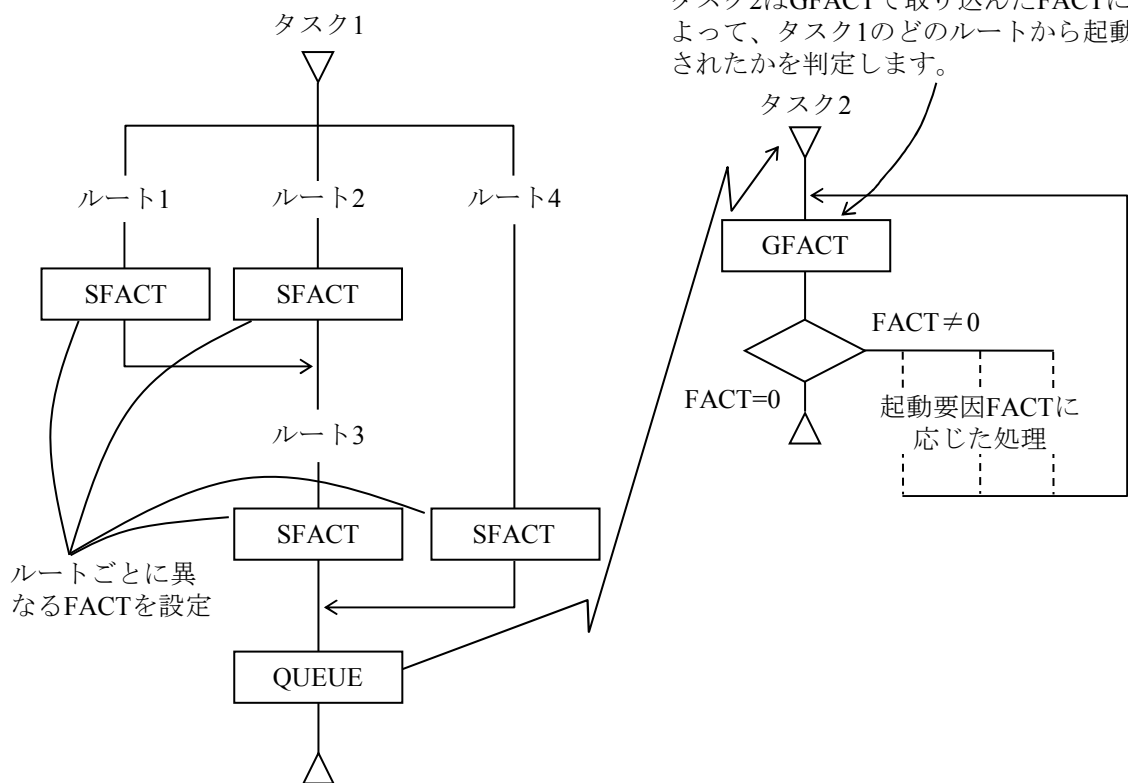 タスク1
タスク2はGFACTで取り込んだFACTに
よって、タスク1のどのルートから起動
されたかを判定します。
タスク2
ルート1
ルート2
ルート4
GFACT
SFACT
SFACT
FACT≠0
FACT=0
起動要因FACTに
応じた処理
ルート3
SFACT
SFACT
ルートごとに異
なるFACTを設定
QUEUE